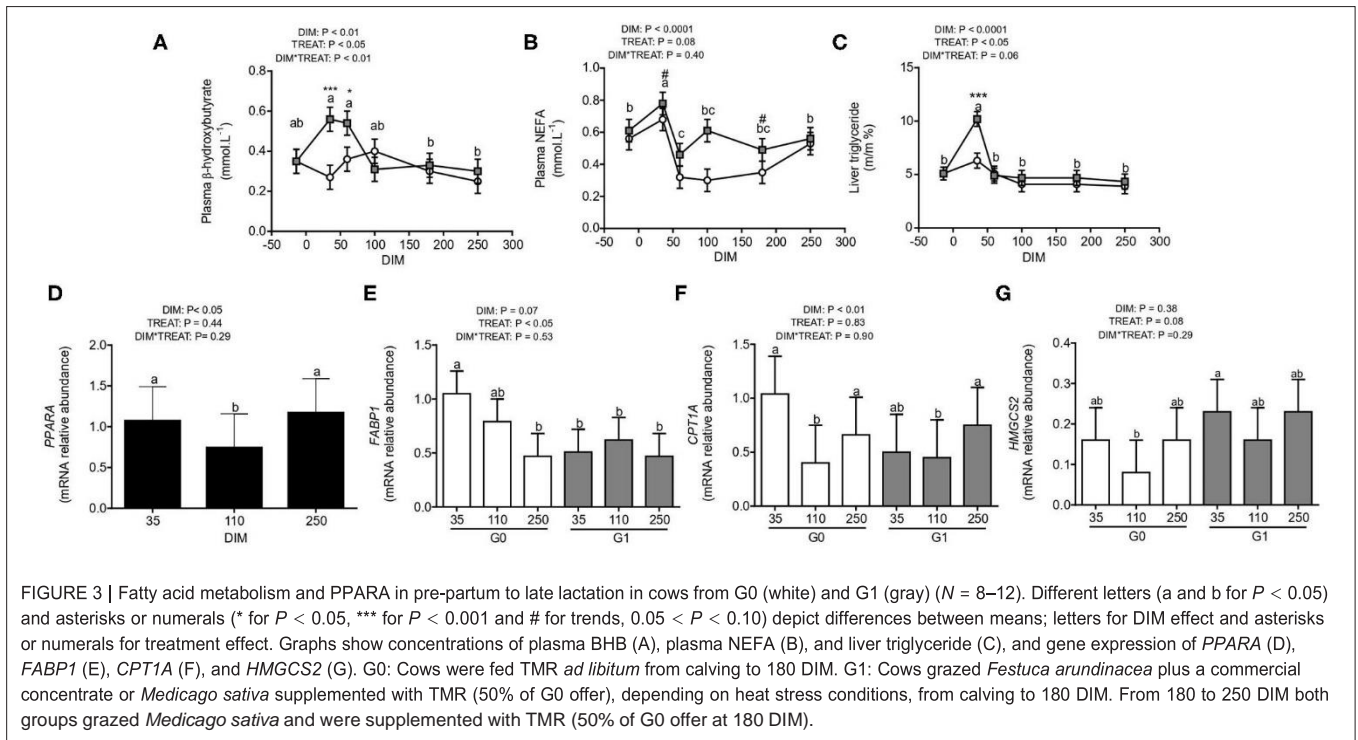 A
DIM: P < 0.01
TREAT: P < 0.05
DIM*TREAT: P < 0.01
Plasma β-hydroxybutyrate
(mmol.L⁻¹)
0.8
0.6
0.4
0.2
0.0
ab
***
a
*
a
ab
b
b
-50 0 50 100 150 200 250 300
DIM
B
DIM: P < 0.0001
TREAT: P = 0.08
DIM*TREAT: P = 0.40
Plasma NEFA
(mmol.L⁻¹)
1.0
0.8
0.6
0.4
0.2
0.0
b
#
a
c
bc
#
bc
b
-50 0 50 100 150 200 250 300
DIM
C
DIM: P < 0.0001
TREAT: P < 0.05
DIM*TREAT: P = 0.06
Liver triglyceride
(m/m %)
15
10
5
0
b
***
a
b
b
b
b
-50 0 50 100 150 200 250 300
DIM
D
DIM: P< 0.05
TREAT: P = 0.44
DIM*TREAT: P= 0.29
PPARA
(mRNA relative abundance)
2.0
1.5
1.0
0.5
0.0
a
b
a
35 110 250
DIM
E
DIM: P = 0.07
TREAT: P < 0.05
DIM*TREAT: P = 0.53
FABP1
(mRNA relative abundance)
1.5
1.0
0.5
0.0
a
ab
b
b
b
b
35 110 250 35 110 250
G0 G1
F
DIM: P < 0.01
TREAT: P = 0.83
DIM*TREAT: P = 0.90
CPT1A
(mRNA relative abundance)
1.5
1.0
0.5
0.0
a
b
a
ab
b
a
35 110 250 35 110 250
G0 G1
G
DIM: P = 0.38
TREAT: P = 0.08
DIM*TREAT: P =0.29
HMGCS2
(mRNA relative abundance)
0.4
0.3
0.2
0.1
0.0
ab
b
ab
a
ab
ab
35 110 250 35 110 250
G0 G1
FIGURE 3 | Fatty acid metabolism and PPARA in pre-partum to late lactation in cows from G0 (white) and G1 (gray) (N = 8–12). Different letters (a and b for P < 0.05)
and asterisks or numerals (* for P < 0.05, *** for P < 0.001 and # for trends, 0.05 < P < 0.10) depict differences between means; letters for DIM effect and asterisks
or numerals for treatment effect. Graphs show concentrations of plasma BHB (A), plasma NEFA (B), and liver triglyceride (C), and gene expression of PPARA (D),
FABP1 (E), CPT1A (F), and HMGCS2 (G). G0: Cows were fed TMR ad libitum from calving to 180 DIM. G1: Cows grazed Festuca arundinacea plus a commercial
concentrate or Medicago sativa supplemented with TMR (50% of G0 offer), depending on heat stress conditions, from calving to 180 DIM. From 180 to 250 DIM both
groups grazed Medicago sativa and were supplemented with TMR (50% of G0 offer at 180 DIM).